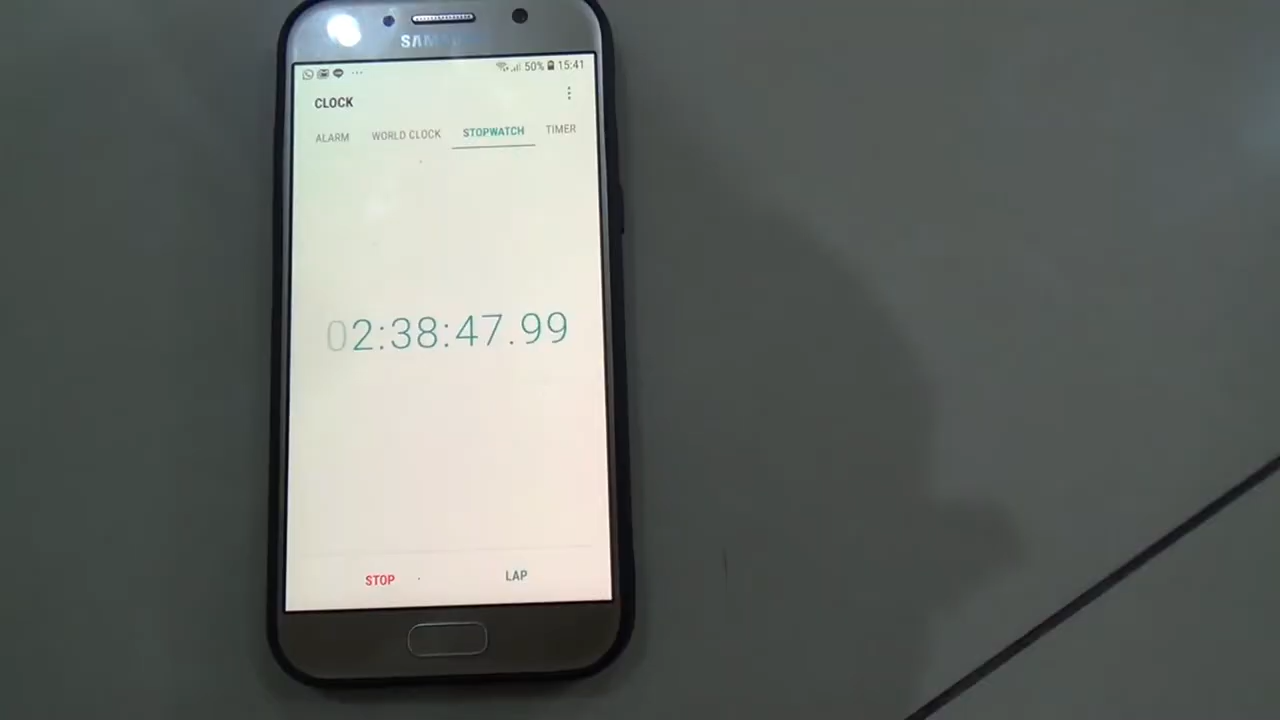 SAMSUNG
50% 15:41
CLOCK
ALARM WORLD CLOCK STOPWATCH TIMER
02:38:47.99
STOP LAP